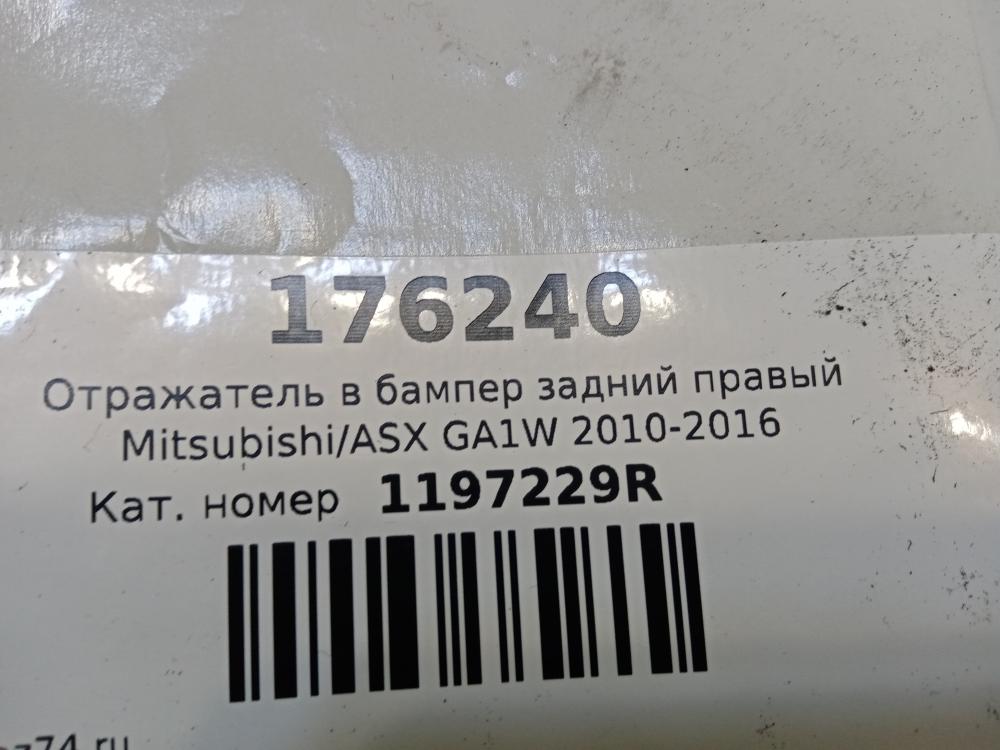 176240
Отражатель в бампер задний правый
Mitsubishi/ASX GA1W 2010-2016
Кат. номер 1197229R